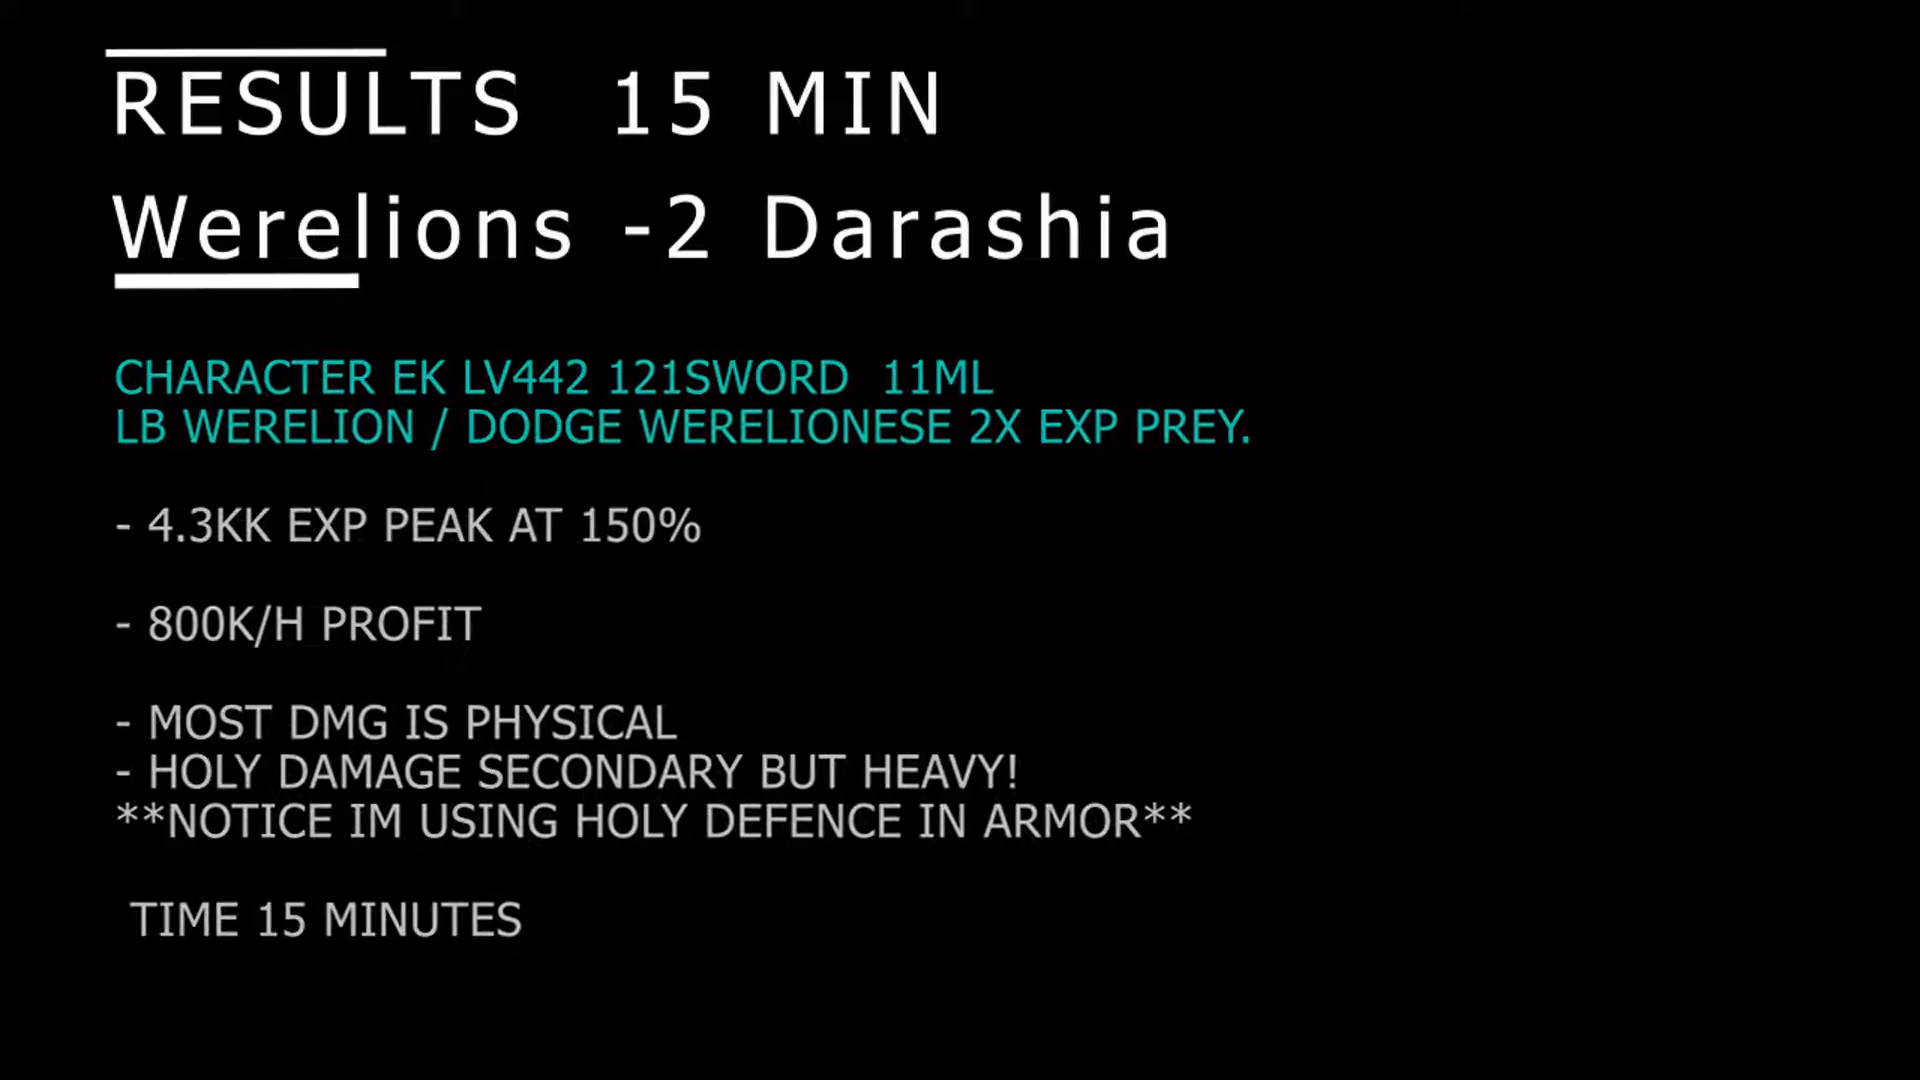 RESULTS 15 MIN
Werelions -2 Darashia
CHARACTER EK LV442 121SWORD 11ML
LB WERELION / DODGE WERELIONESE 2X EXP PREY.
- 4.3KK EXP PEAK AT 150%
- 800K/H PROFIT
- MOST DMG IS PHYSICAL
- HOLY DAMAGE SECONDARY BUT HEAVY!
**NOTICE IM USING HOLY DEFENCE IN ARMOR**
TIME 15 MINUTES